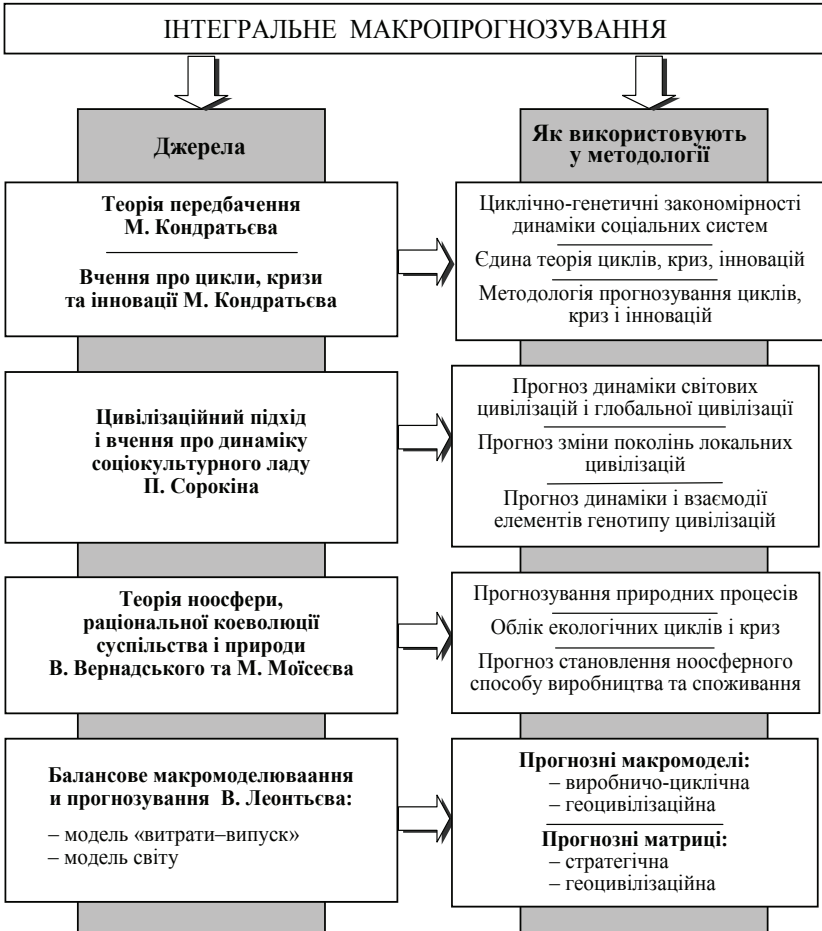 ІНТЕГРАЛЬНЕ МАКРОПРОГНОЗУВАННЯ
Джерела
Як використовують
у методології
Теорія передбачення
М. Кондратьєва
Вчення про цикли, кризи
та інновації М. Кондратьєва
Циклічно-генетичні закономірності
динаміки соціальних систем
Єдина теорія циклів, криз, інновацій
Методологія прогнозування циклів,
криз і інновацій
Цивілізаційний підхід
і вчення про динаміку
соціокультурного ладу
П. Сорокіна
Прогноз динаміки світових
цивілізацій і глобальної цивілізації
Прогноз зміни поколінь локальних
цивілізацій
Прогноз динаміки і взаємодії
елементів генотипу цивілізацій
Теорія ноосфери,
раціональної коеволюції
суспільства і природи
В. Вернадського та М. Моїсеєва
Прогнозування природних процесів
Облік екологічних циклів і криз
Прогноз становлення ноосферного
способу виробництва та споживання
Балансове макромоделюваання
и прогнозування В. Леонтьєва:
– модель «витрати–випуск»
– модель світу
Прогнозні макромоделі:
– виробничо-циклічна
– геоцивілізаційна
Прогнозні матриці:
– стратегічна
– геоцивілізаційна